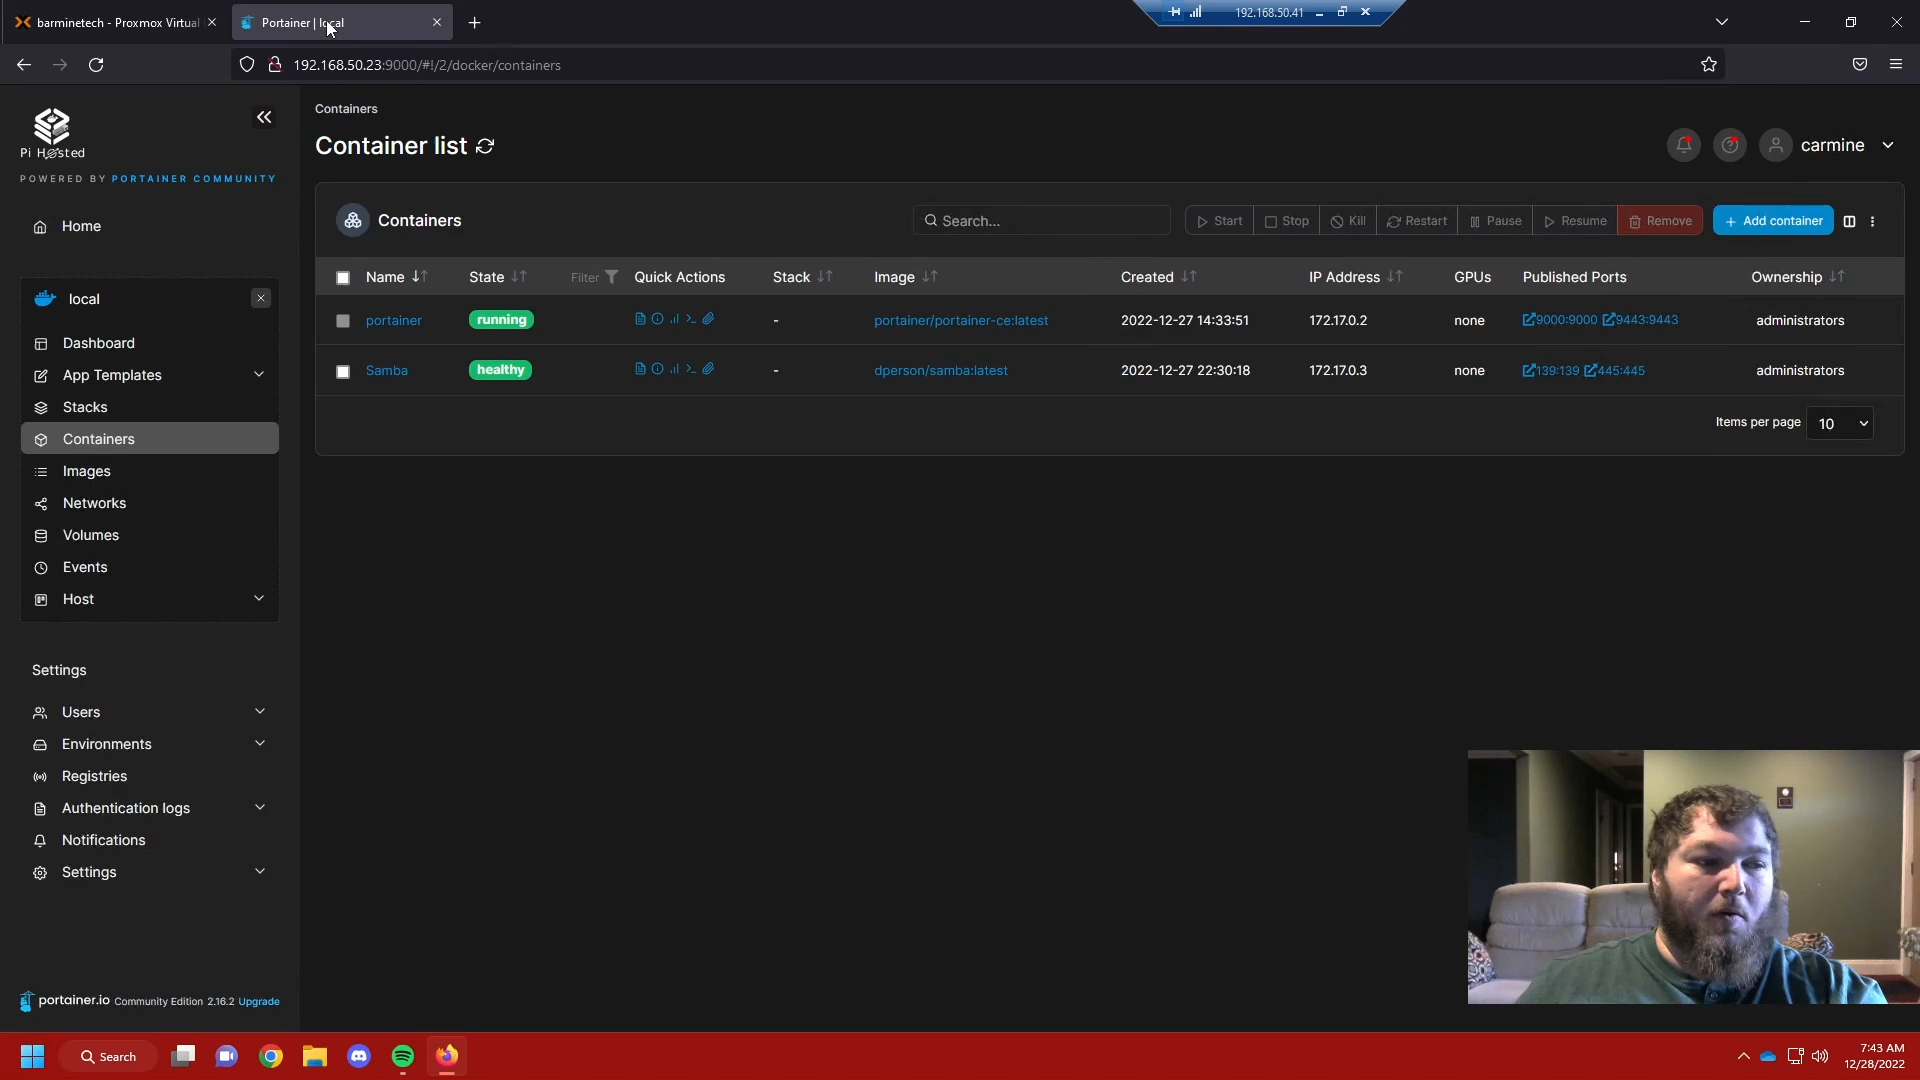 barminetech - Proxmox Virtual
Portainer | local
192.168.50.41
192.168.50.23:9000/#!/2/docker/containers
Pi Hosted
POWERED BY PORTAINER COMMUNITY
Home
local
Dashboard
App Templates
Stacks
Containers
Images
Networks
Volumes
Events
Host
Settings
Users
Environments
Registries
Authentication logs
Notifications
Settings
portainer.io Community Edition 2.16.2 Upgrade
Containers
Container list
carmine
Containers
Search...
Start Stop Kill Restart Pause Resume Remove + Add container
Name State Filter Quick Actions Stack Image Created IP Address GPUs Published Ports Ownership
portainer running - portainer/portainer-ce:latest 2022-12-27 14:33:51 172.17.0.2 none 9000:9000 9443:9443 administrators
Samba healthy - dperson/samba:latest 2022-12-27 22:30:18 172.17.0.3 none 139:139 445:445 administrators
Items per page 10
Search
7:43 AM
12/28/2022